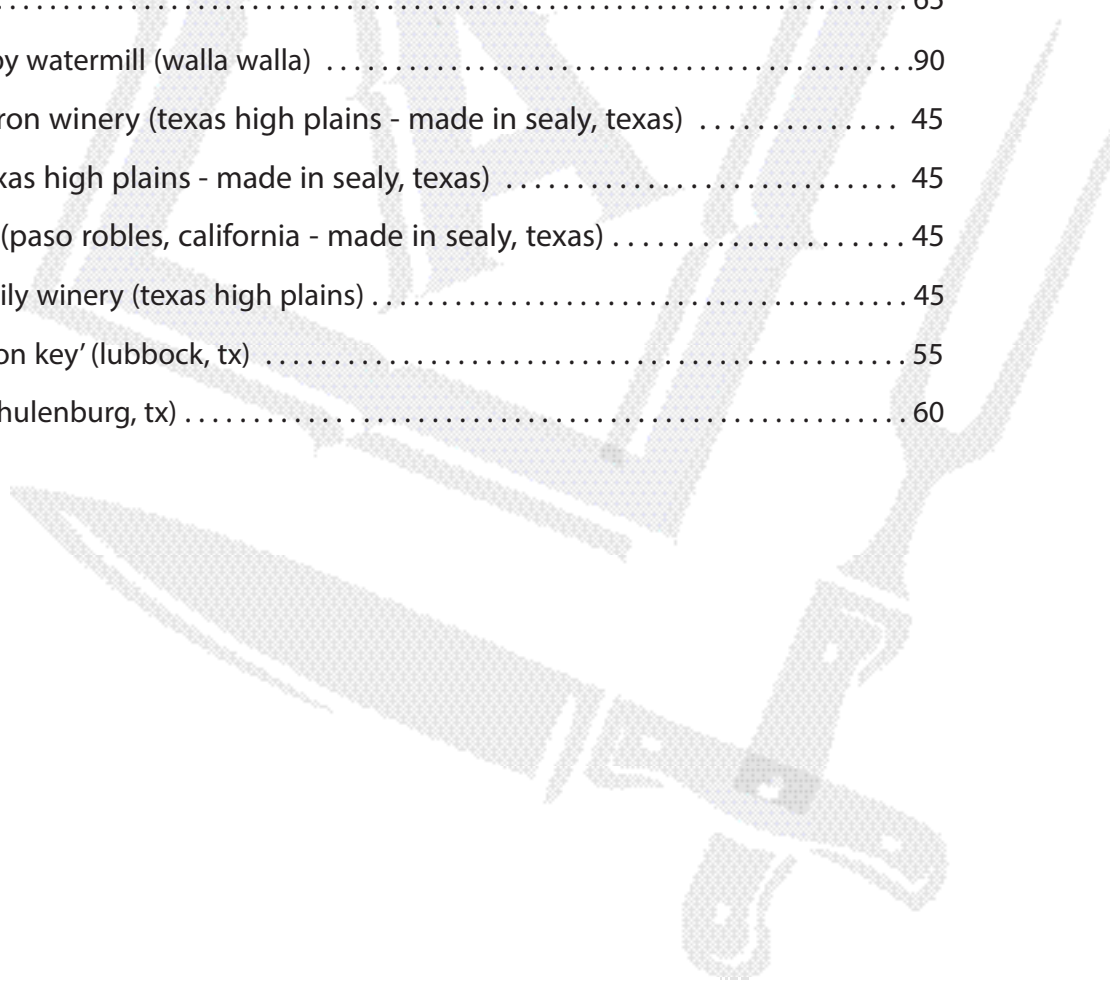 . . . . . . . . . . . . . . . . . . . . . . . . . . . . . . . . . . . . . . . . . . . . . . . . . . . . . 65
by watermill (walla walla) . . . . . . . . . . . . . . . . . . . . . . . . . . . . . . . . . . .90
ron winery (texas high plains - made in sealy, texas) . . . . . . . . . . . . . . 45
xas high plains - made in sealy, texas) . . . . . . . . . . . . . . . . . . . . . . . . 45
(paso robles, california - made in sealy, texas) . . . . . . . . . . . . . . . . . . 45
ily winery (texas high plains) . . . . . . . . . . . . . . . . . . . . . . . . . . . . . . . . 45
on key’ (lubbock, tx) . . . . . . . . . . . . . . . . . . . . . . . . . . . . . . . . . . . . . . 55
hulenburg, tx) . . . . . . . . . . . . . . . . . . . . . . . . . . . . . . . . . . . . . . . . . . . 60